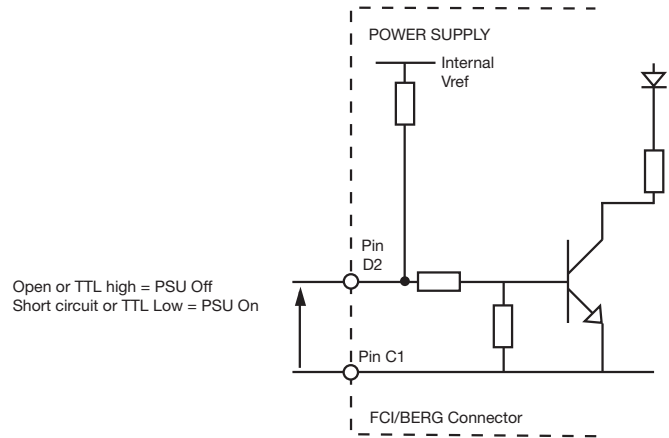 POWER SUPPLY
Internal
Vref
Pin
D2
Open or TTL high = PSU Off
Short circuit or TTL Low = PSU On
Pin C1
FCI/BERG Connector